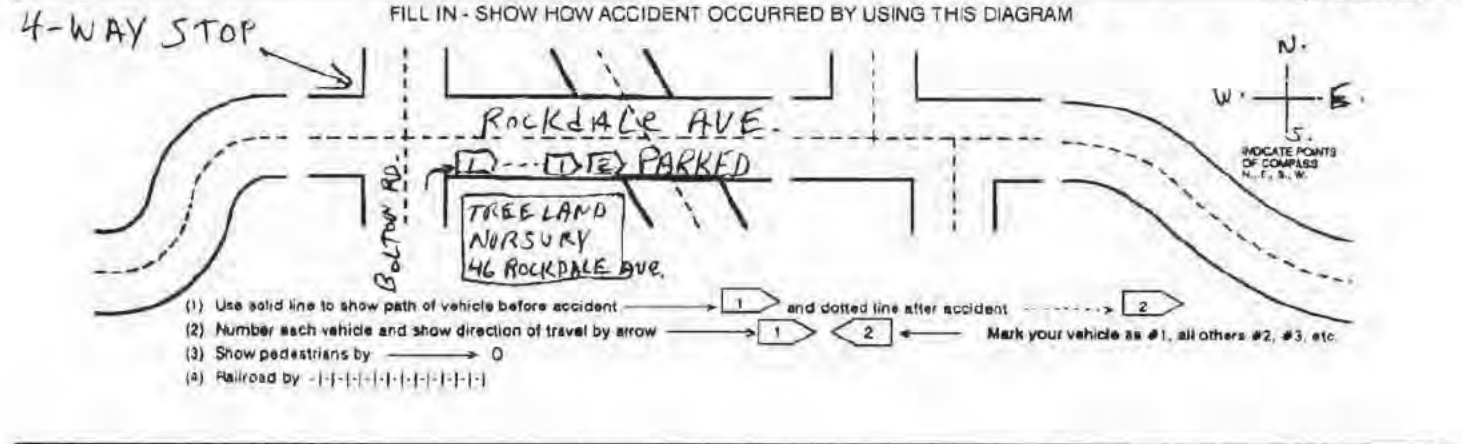 FILL IN - SHOW HOW ACCIDENT OCCURRED BY USING THIS DIAGRAM
4-WAY STOP
N.
W. E.
S.
INDICATE POINTS
OF COMPASS
N., E., S., W.
ROCKdALe AVE.
1 1 2 PARKED
BOLTON RD.
TREELAND
NURSURY
46 ROCKDALE AVE.
(1) Use solid line to show path of vehicle before accident 1 and dotted line after accident 2
(2) Number each vehicle and show direction of travel by arrow 1 2 Mark your vehicle as #1, all others #2, #3, etc.
(3) Show pedestrians by O
(4) Railroad by -|-|-|-|-|-|-|-|-|-|-|-|